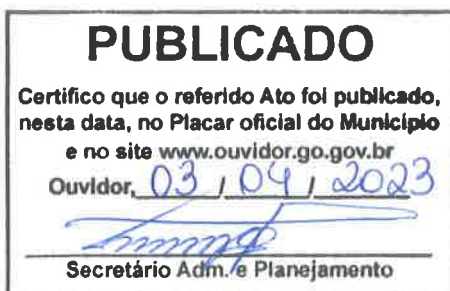 PUBLICADO
Certifico que o referido Ato foi publicado,
nesta data, no Placar oficial do Município
e no site www.ouvidor.go.gov.br
Ouvidor, 03 / 04 / 2023
Secretário Adm. e Planejamento